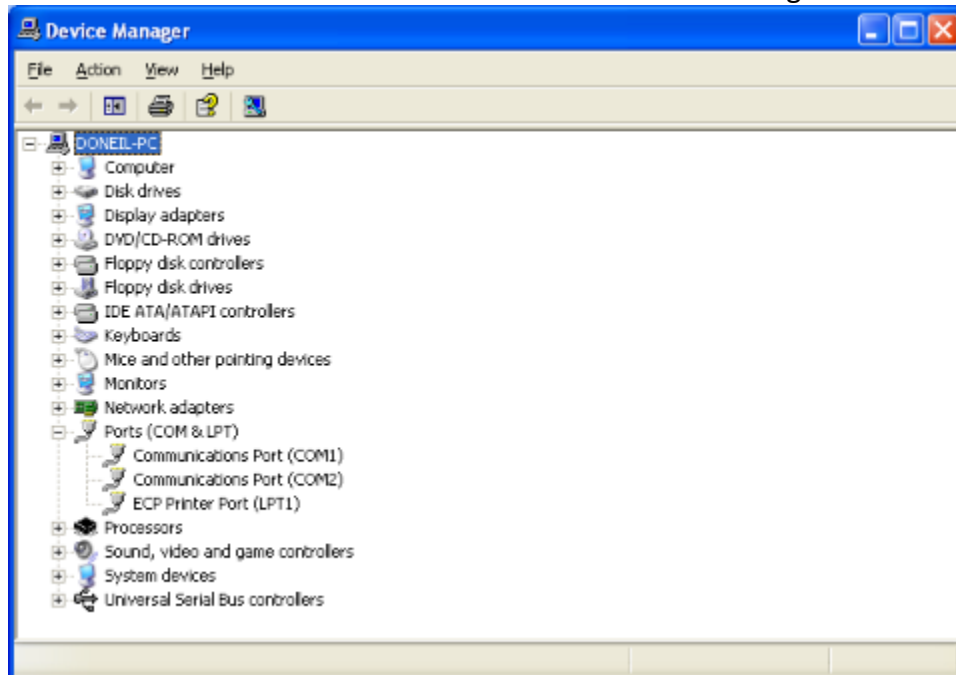 Device Manager
File Action View Help
DONEIL-PC
Computer
Disk drives
Display adapters
DVD/CD-ROM drives
Floppy disk controllers
Floppy disk drives
IDE ATA/ATAPI controllers
Keyboards
Mice and other pointing devices
Monitors
Network adapters
Ports (COM & LPT)
Communications Port (COM1)
Communications Port (COM2)
ECP Printer Port (LPT1)
Processors
Sound, video and game controllers
System devices
Universal Serial Bus controllers